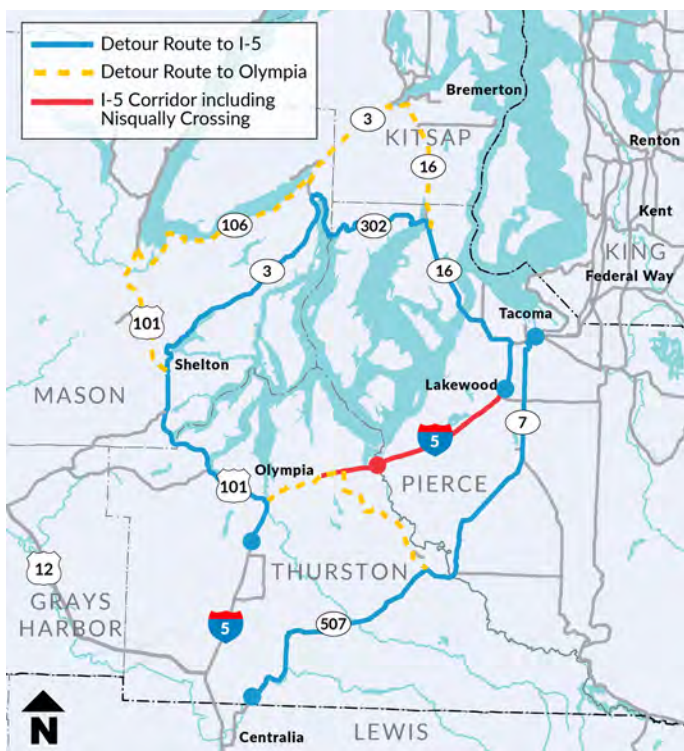 Detour Route to I-5
Detour Route to Olympia
I-5 Corridor including
Nisqually Crossing
Bremerton
3
KITSAP
16
Renton
Kent
106
302
KING
3
16
Federal Way
101
Tacoma
Shelton
Lakewood
MASON
7
5
Olympia
101
PIERCE
12
THURSTON
GRAYS
HARBOR
5
507
N
Centralia
LEWIS